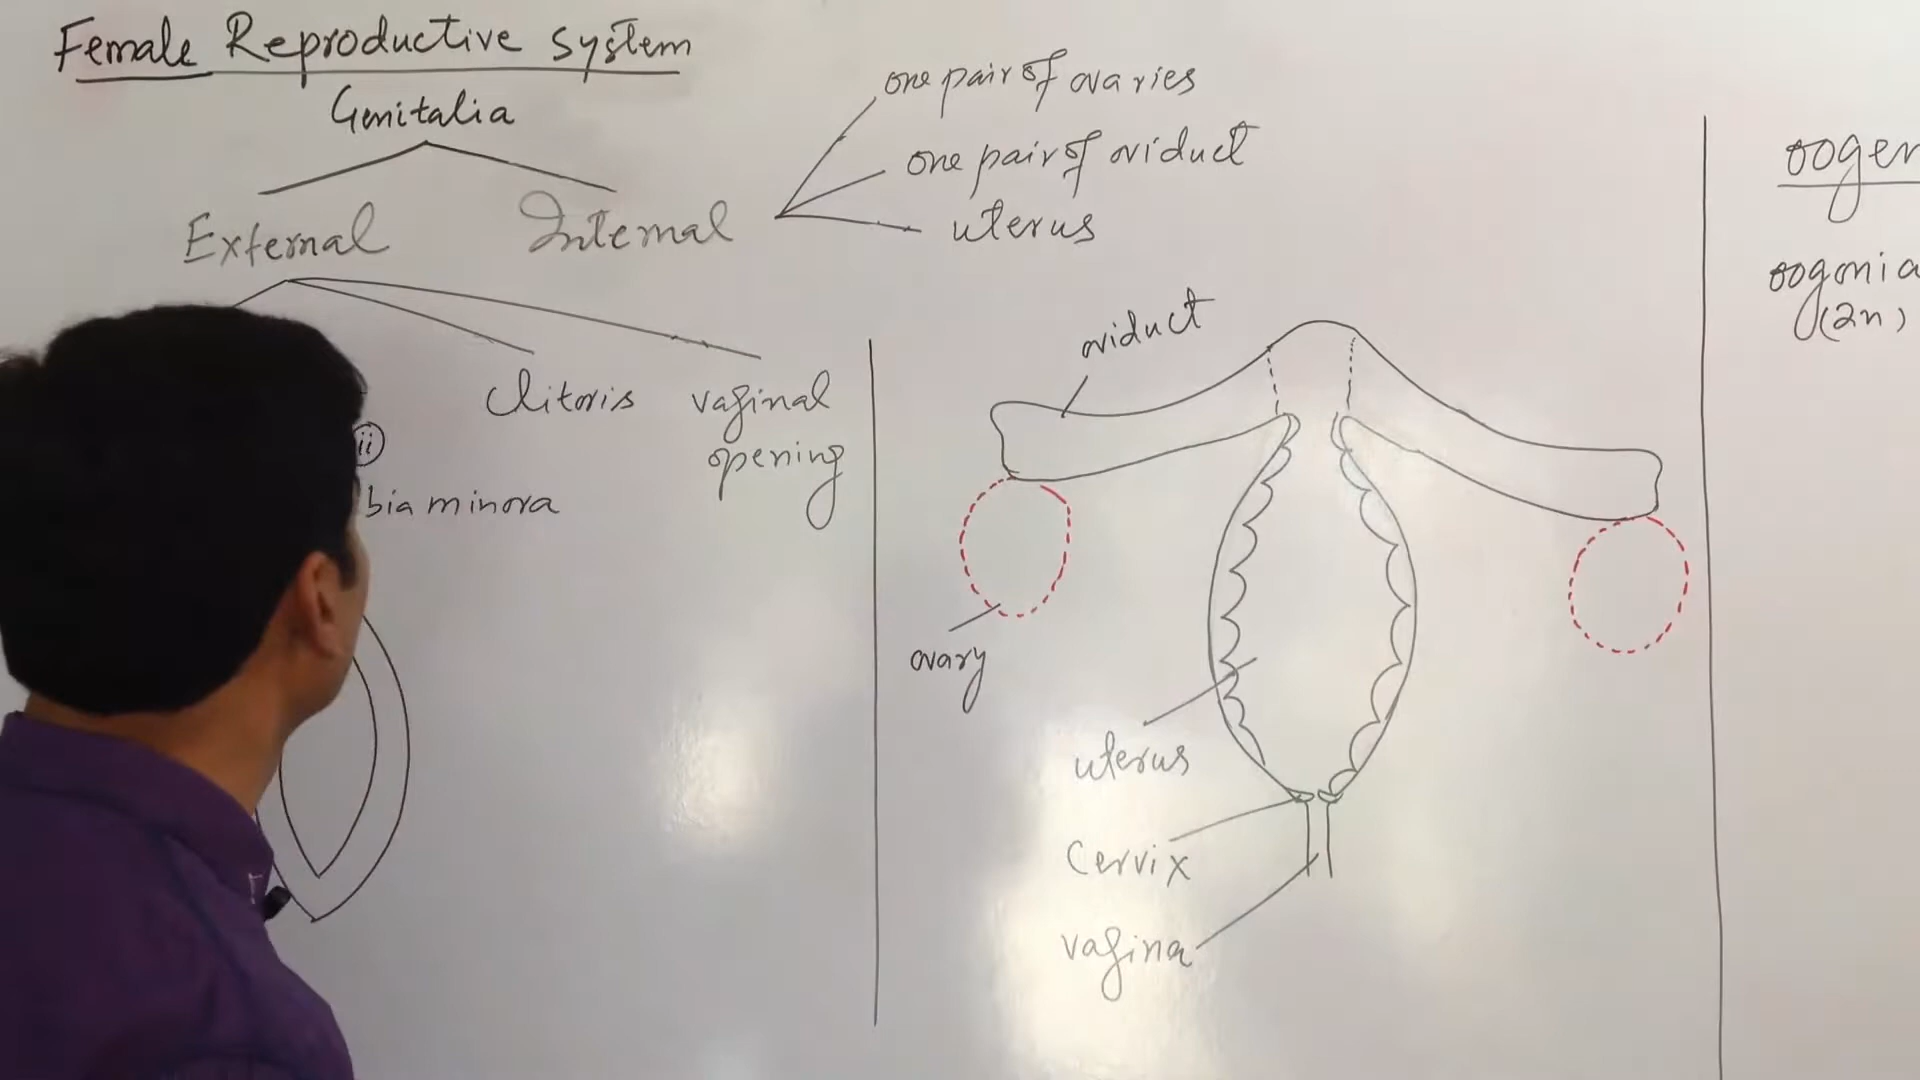 Female Reproductive system
Genitalia
External
Internal
one pair of ovaries
one pair of oviduct
uterus
clitoris
vaginal
opening
ii
bia minora
oviduct
ovary
uterus
Cervix
vagina
oogen
oogonia
(2n)